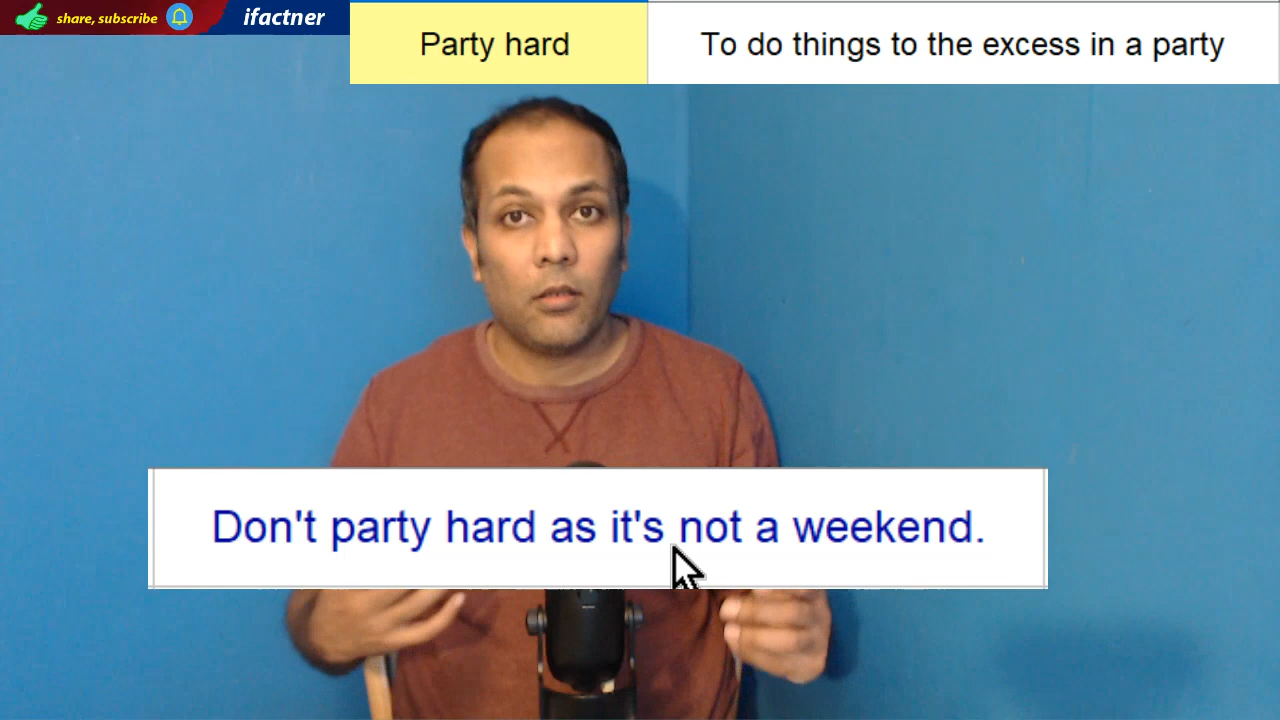 share, subscribe
ifactner
Party hard
To do things to the excess in a party
Don't party hard as it's not a weekend.